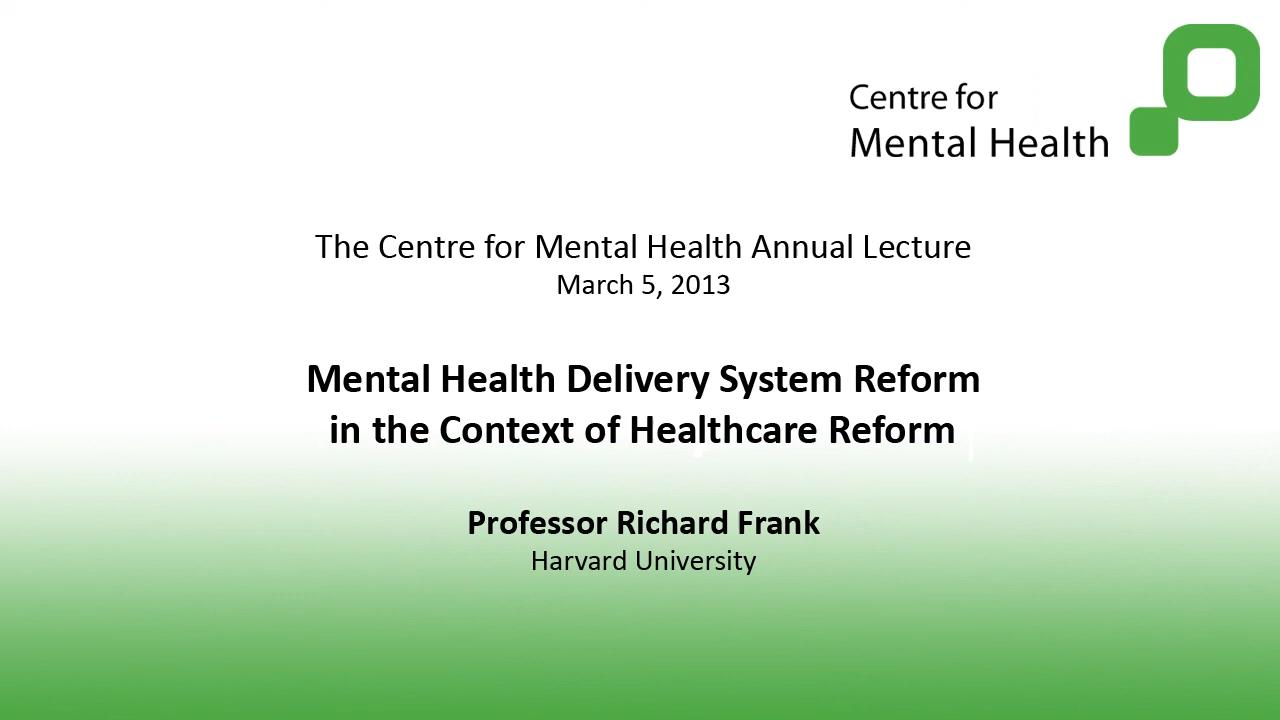 Centre for
Mental Health
The Centre for Mental Health Annual Lecture
March 5, 2013
Mental Health Delivery System Reform
in the Context of Healthcare Reform
Professor Richard Frank
Harvard University